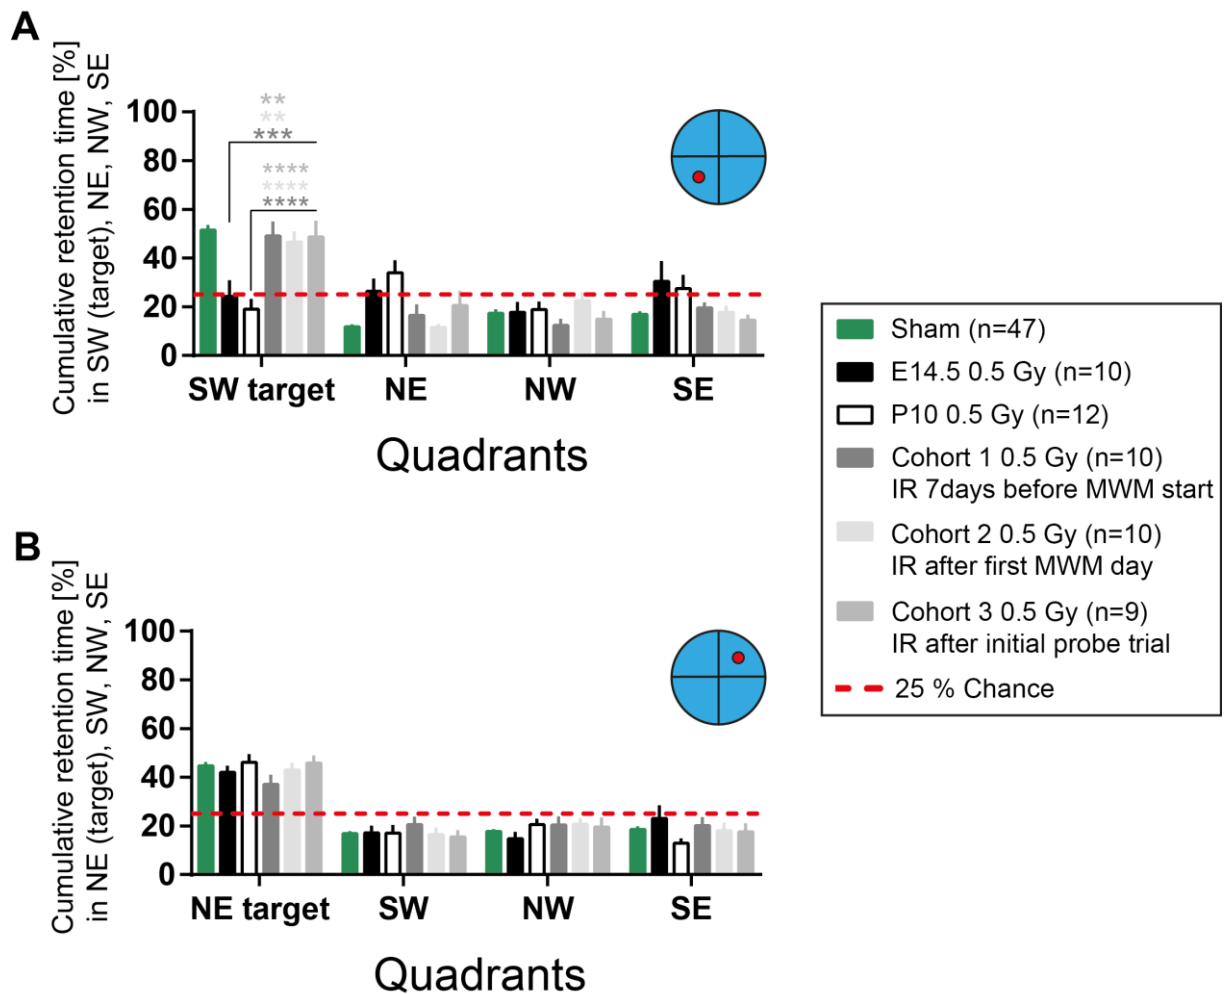 A
Cumulative retention time [%]
in SW (target), NE, NW, SE
100
80
60
40
20
0
**
**
***
****
****
****
SW target
NE
NW
SE
Quadrants
B
Cumulative retention time [%]
in NE (target), SW, NW, SE
100
80
60
40
20
0
NE target
SW
NW
SE
Quadrants
Sham (n=47)
E14.5 0.5 Gy (n=10)
P10 0.5 Gy (n=12)
Cohort 1 0.5 Gy (n=10)
IR 7days before MWM start
Cohort 2 0.5 Gy (n=10)
IR after first MWM day
Cohort 3 0.5 Gy (n=9)
IR after initial probe trial
25 % Chance